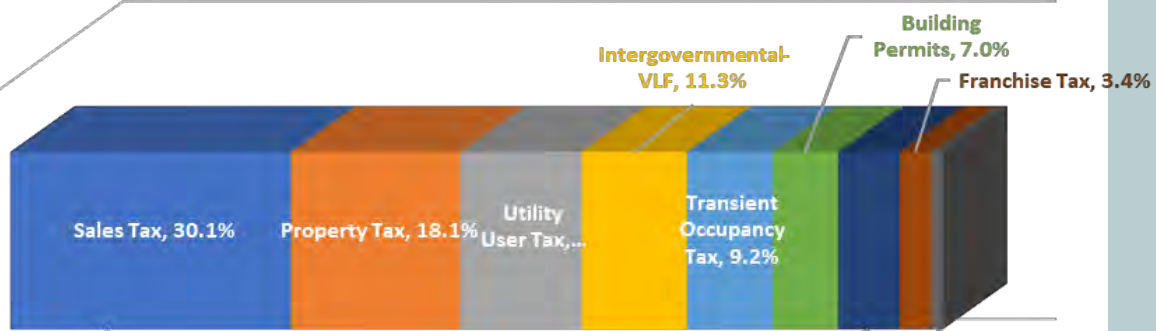 Building
Permits, 7.0%
Intergovernmental-
VLF, 11.3%
Franchise Tax, 3.4%
Sales Tax, 30.1%
Property Tax, 18.1%
Utility
User Tax,...
Transient
Occupancy
Tax, 9.2%